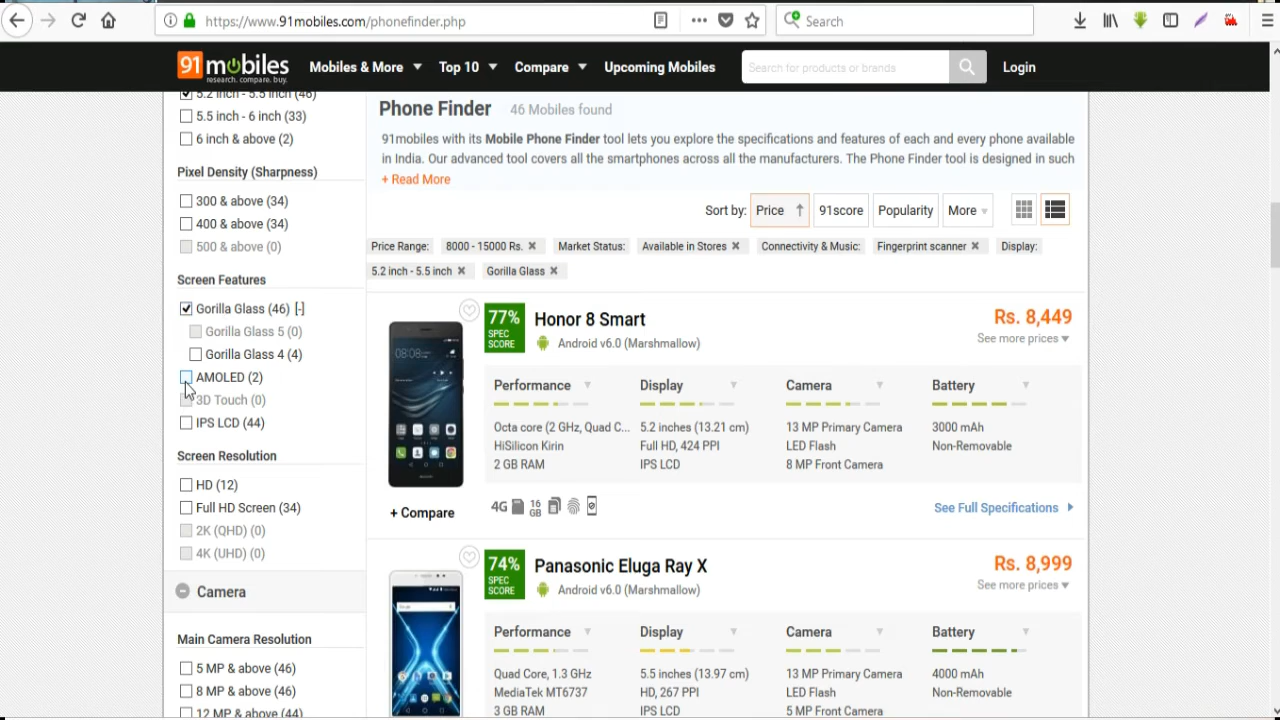 https://www.91mobiles.com/phonefinder.php
Search
91mobiles
research. compare. buy.
Mobiles & More
Top 10
Compare
Upcoming Mobiles
Search for products or brands
Login
5.2 inch - 5.5 inch (46)
5.5 inch - 6 inch (33)
6 inch & above (2)
Pixel Density (Sharpness)
300 & above (34)
400 & above (34)
500 & above (0)
Screen Features
Gorilla Glass (46) [-]
Gorilla Glass 5 (0)
Gorilla Glass 4 (4)
AMOLED (2)
3D Touch (0)
IPS LCD (44)
Screen Resolution
HD (12)
Full HD Screen (34)
2K (QHD) (0)
4K (UHD) (0)
Camera
Main Camera Resolution
5 MP & above (46)
8 MP & above (46)
12 MP & above (44)
Phone Finder 46 Mobiles found
91mobiles with its Mobile Phone Finder tool lets you explore the specifications and features of each and every phone available
in India. Our advanced tool covers all the smartphones across all the manufacturers. The Phone Finder tool is designed in such
+ Read More
Sort by: Price ↑ 91score Popularity More
Price Range: 8000 - 15000 Rs. × Market Status: Available in Stores × Connectivity & Music: Fingerprint scanner × Display:
5.2 inch - 5.5 inch × Gorilla Glass ×
77%
SPEC
SCORE
Honor 8 Smart
Android v6.0 (Marshmallow)
Rs. 8,449
See more prices
08:08
Performance Display Camera Battery
Octa core (2 GHz, Quad C... 5.2 inches (13.21 cm) 13 MP Primary Camera 3000 mAh
HiSilicon Kirin Full HD, 424 PPI LED Flash Non-Removable
2 GB RAM IPS LCD 8 MP Front Camera
+ Compare
4G 16 GB
See Full Specifications
74%
SPEC
SCORE
Panasonic Eluga Ray X
Android v6.0 (Marshmallow)
Rs. 8,999
See more prices
Performance Display Camera Battery
Quad Core, 1.3 GHz 5.5 inches (13.97 cm) 13 MP Primary Camera 4000 mAh
MediaTek MT6737 HD, 267 PPI LED Flash Non-Removable
3 GB RAM IPS LCD 5 MP Front Camera